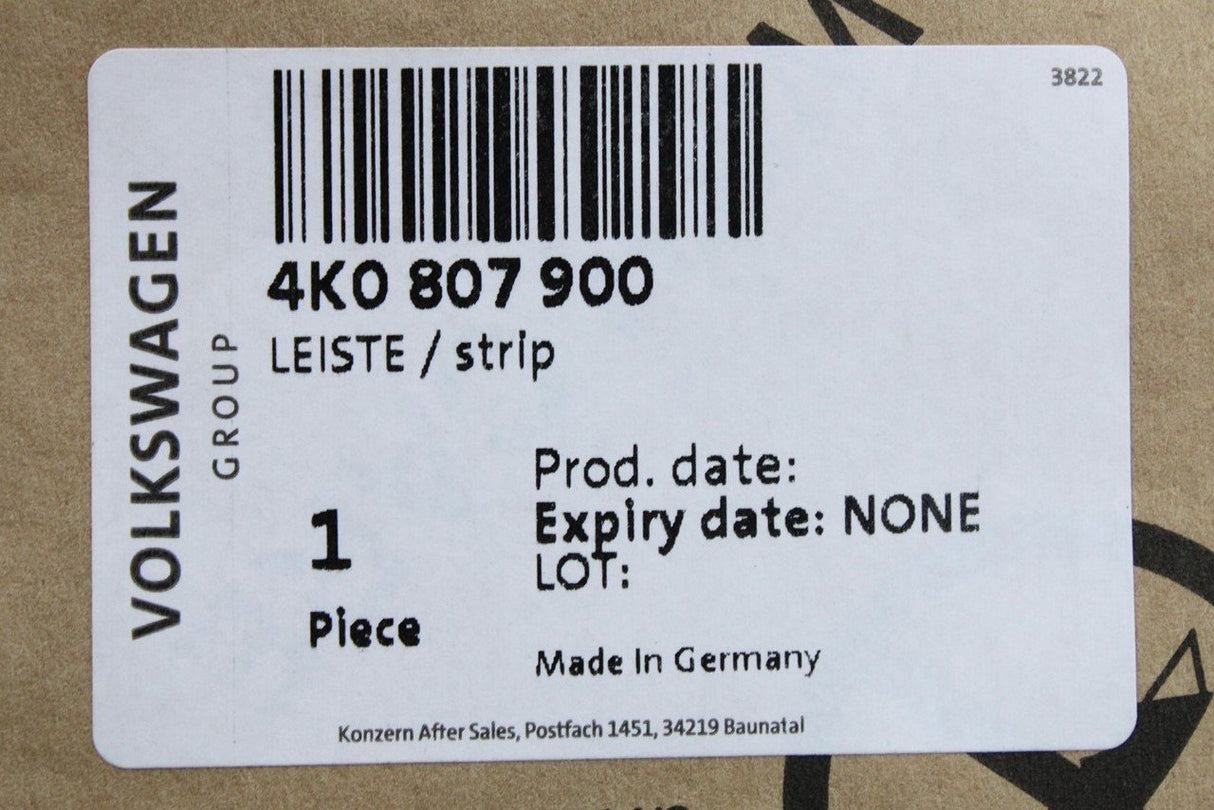 3822
VOLKSWAGEN
GROUP
4K0 807 900
LEISTE / strip
1
Piece
Prod. date:
Expiry date: NONE
LOT:
Made In Germany
Konzern After Sales, Postfach 1451, 34219 Baunatal